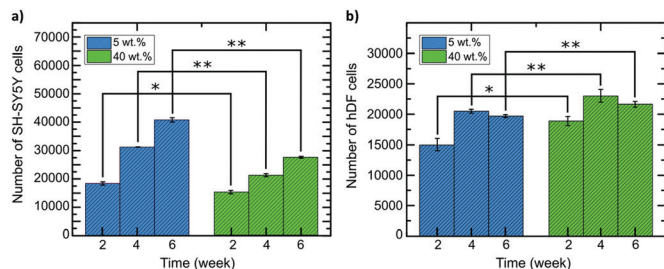 a)
Number of SH-SY5Y cells
70000
60000
50000
40000
30000
20000
10000
0
5 wt.%
40 wt.%
*
**
**
2 4 6 2 4 6
Time (week)
b)
Number of hDF cells
30000
25000
20000
15000
10000
5000
0
5 wt.%
40 wt.%
*
**
**
2 4 6 2 4 6
Time (week)